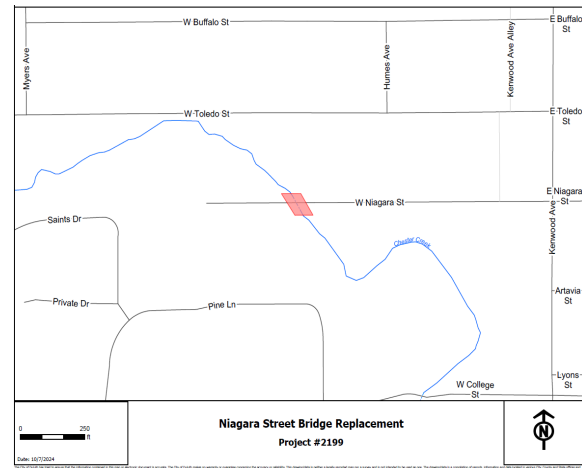 W Buffalo St
E Buffalo
St
Myers Ave
Humes Ave
Kenwood Ave Alley
W Toledo St
E Toledo
St
W Niagara St
E Niagara
St
Kenwood Ave
Saints Dr
Chester Creek
Private Dr
Pine Ln
Artavia
St
W College
St
Lyons
St
0 250
ft
Date: 10/7/2024
Niagara Street Bridge Replacement
Project #2199
N